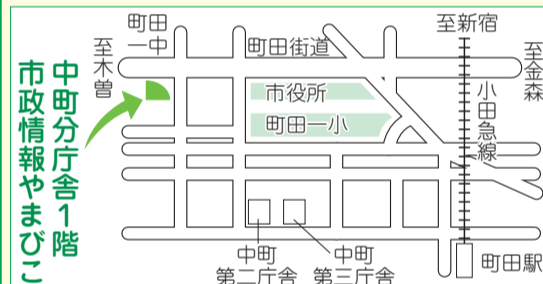 中町分庁舎1階
市政情報やまびこ
至木曽
町田
一中
町田街道
至新宿
至金森
市役所
町田一小
小田急線
中町
第二庁舎
中町
第三庁舎
町田駅